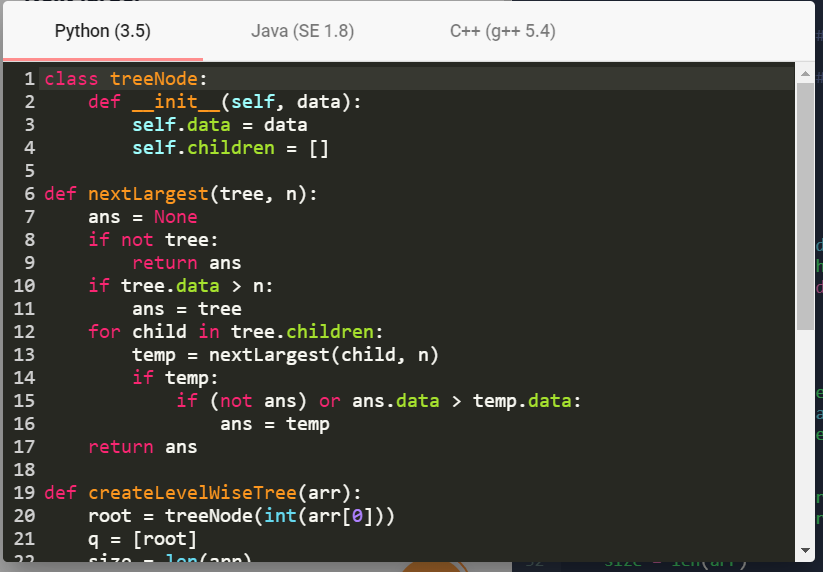 Python (3.5) Java (SE 1.8) C++ (g++ 5.4)
1 class treeNode:
2     def __init__(self, data):
3         self.data = data
4         self.children = []
5
6 def nextLargest(tree, n):
7     ans = None
8     if not tree:
9         return ans
10     if tree.data > n:
11         ans = tree
12     for child in tree.children:
13         temp = nextLargest(child, n)
14         if temp:
15             if (not ans) or ans.data > temp.data:
16                 ans = temp
17     return ans
18
19 def createLevelWiseTree(arr):
20     root = treeNode(int(arr[0]))
21     q = [root]
22     size = len(arr)